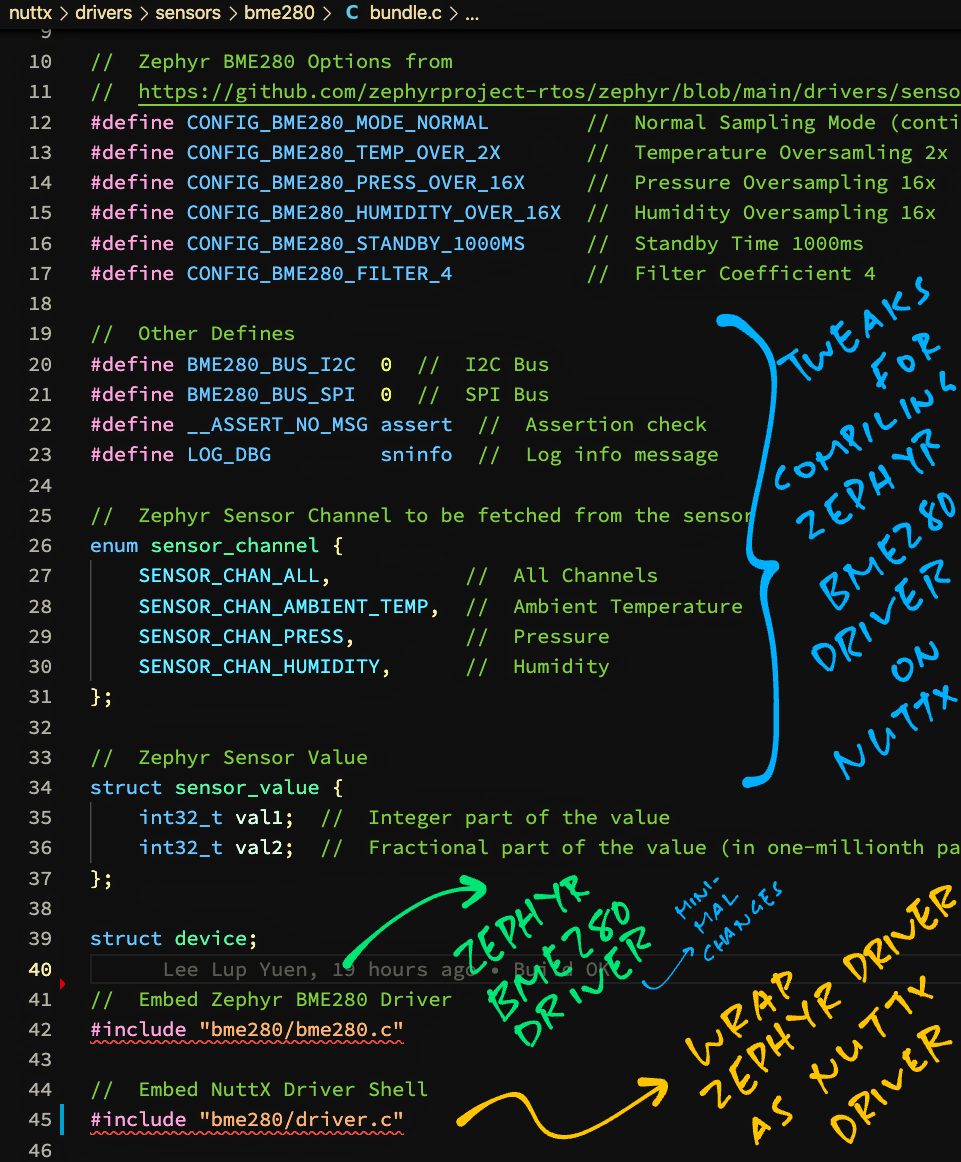 nuttx > drivers > sensors > bme280 > C bundle.c > ...
9
10 // Zephyr BME280 Options from
11 // https://github.com/zephyrproject-rtos/zephyr/blob/main/drivers/senso
12 #define CONFIG_BME280_MODE_NORMAL // Normal Sampling Mode (conti
13 #define CONFIG_BME280_TEMP_OVER_2X // Temperature Oversamling 2x
14 #define CONFIG_BME280_PRESS_OVER_16X // Pressure Oversampling 16x
15 #define CONFIG_BME280_HUMIDITY_OVER_16X // Humidity Oversampling 16x
16 #define CONFIG_BME280_STANDBY_1000MS // Standby Time 1000ms
17 #define CONFIG_BME280_FILTER_4 // Filter Coefficient 4
18
19 // Other Defines
20 #define BME280_BUS_I2C 0 // I2C Bus
21 #define BME280_BUS_SPI 0 // SPI Bus
22 #define __ASSERT_NO_MSG assert // Assertion check
23 #define LOG_DBG sninfo // Log info message
24
25 // Zephyr Sensor Channel to be fetched from the sensor
26 enum sensor_channel {
27 SENSOR_CHAN_ALL, // All Channels
28 SENSOR_CHAN_AMBIENT_TEMP, // Ambient Temperature
29 SENSOR_CHAN_PRESS, // Pressure
30 SENSOR_CHAN_HUMIDITY, // Humidity
31 };
32
33 // Zephyr Sensor Value
34 struct sensor_value {
35 int32_t val1; // Integer part of the value
36 int32_t val2; // Fractional part of the value (in one-millionth pa
37 };
38
39 struct device;
40 Lee Lup Yuen, 19 hours ago • Build OK
41 // Embed Zephyr BME280 Driver
42 #include "bme280/bme280.c"
43
44 // Embed NuttX Driver Shell
45 #include "bme280/driver.c"
46
TWEAKS
FOR
COMPILING
ZEPHYR
BME280
DRIVER
ON
NUTTX
ZEPHYR
BME280
DRIVER
MINI-
MAL
CHANGES
WRAP
ZEPHYR DRIVER
AS NUTTX
DRIVER